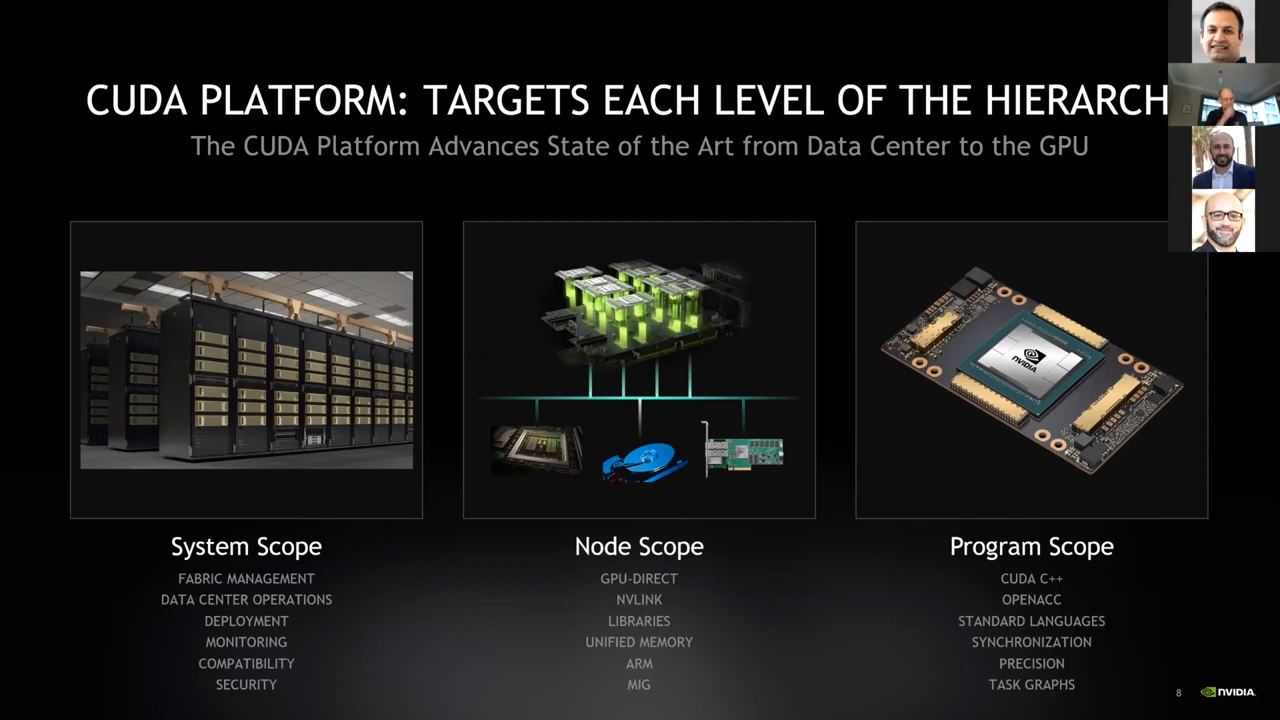 CUDA PLATFORM: TARGETS EACH LEVEL OF THE HIERARCH
The CUDA Platform Advances State of the Art from Data Center to the GPU
NVIDIA
System Scope
FABRIC MANAGEMENT
DATA CENTER OPERATIONS
DEPLOYMENT
MONITORING
COMPATIBILITY
SECURITY
Node Scope
GPU-DIRECT
NVLINK
LIBRARIES
UNIFIED MEMORY
ARM
MIG
Program Scope
CUDA C++
OPENACC
STANDARD LANGUAGES
SYNCHRONIZATION
PRECISION
TASK GRAPHS
8
NVIDIA